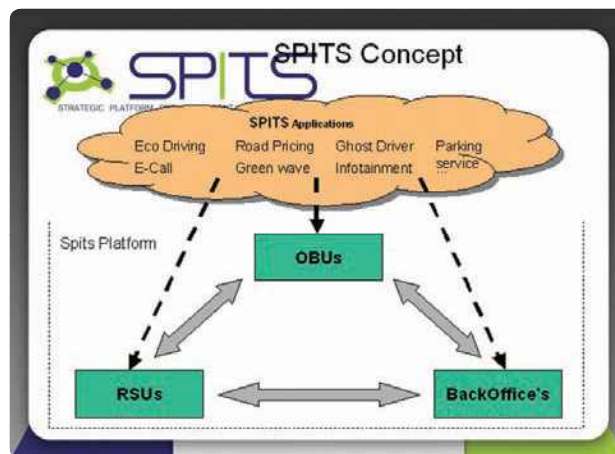 SPITS Concept
SPITS
STRATEGIC PLATFORM
SPITS Applications
Eco Driving Road Pricing Ghost Driver Parking
E-Call Green wave Infotainment service
...
Spits Platform
OBUs
RSUs
BackOffice's